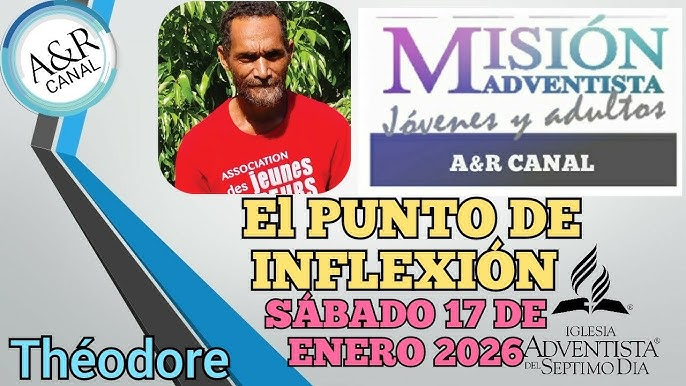 A&R
CANAL
MISIÓN
ADVENTISTA
Jóvenes y adultos
A&R CANAL
ASSOCIATION
des jeunes
El PUNTO DE
INFLEXIÓN
SÁBADO 17 DE
ENERO 2026
Théodore
IGLESIA
ADVENTISTA®
DEL SÉPTIMO DÍA